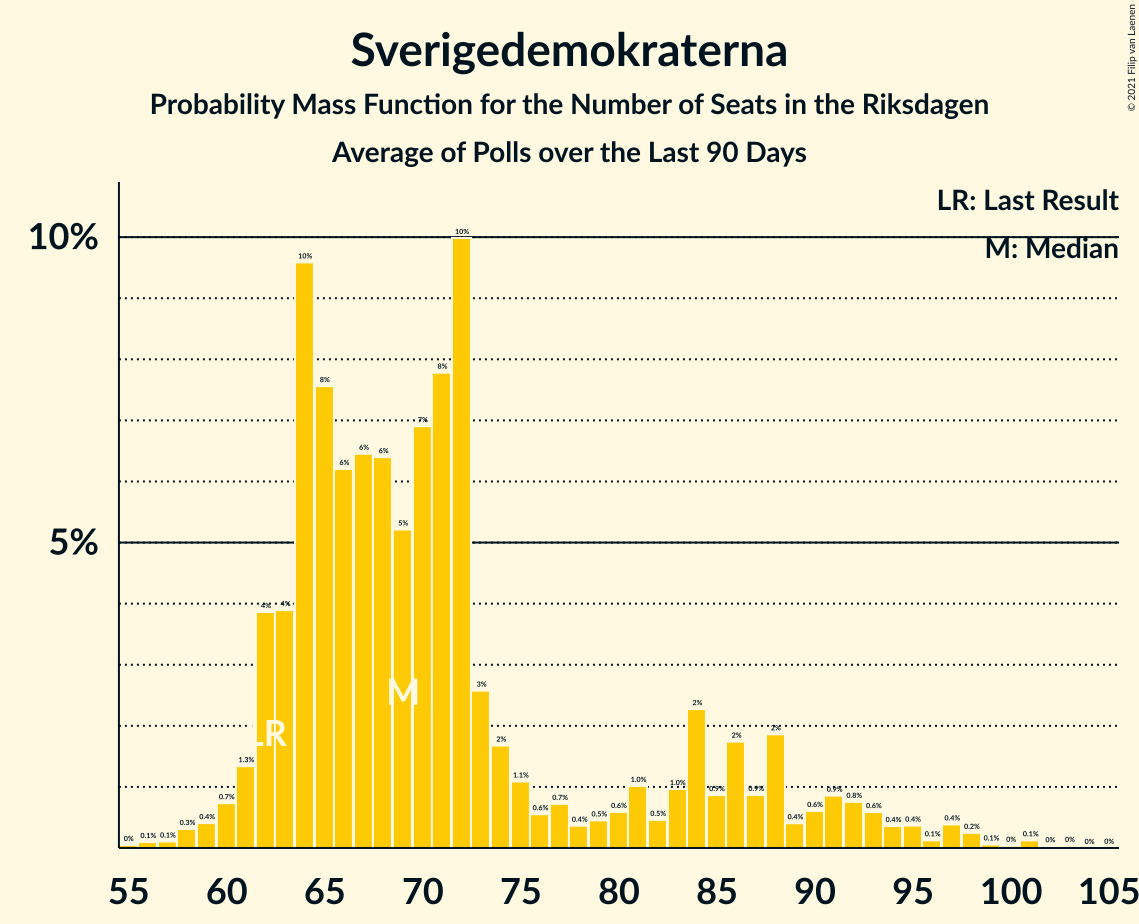 Sverigedemokraterna
© 2021 Filip van Laenen
Probability Mass Function for the Number of Seats in the Riksdagen
Average of Polls over the Last 90 Days
LR: Last Result
M: Median
10%
5%
0% 0.1% 0.1% 0.3% 0.4% 0.7% 1.3% 4% 4% 10% 8% 6% 6% 6% 5% 7% 8% 10% 3% 2% 1.1% 0.6% 0.7% 0.4% 0.5% 0.6% 1.0% 0.5% 1.0% 2% 0.9% 2% 0.9% 2% 0.4% 0.6% 0.9% 0.8% 0.6% 0.4% 0.4% 0.1% 0.4% 0.2% 0.1% 0% 0.1% 0% 0% 0% 0%
LR
M
55 60 65 70 75 80 85 90 95 100 105